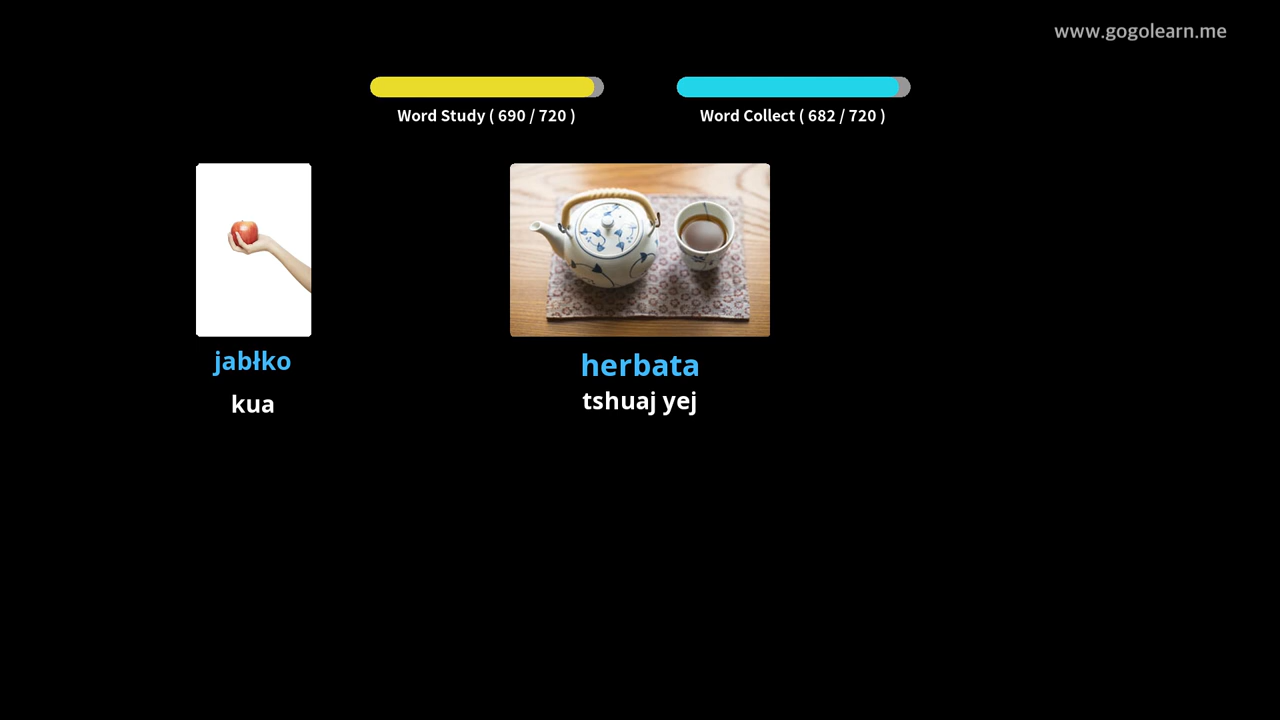 www.gogolearn.me
Word Study ( 690 / 720 )
Word Collect ( 682 / 720 )
jabłko
kua
herbata
tshuaj yej